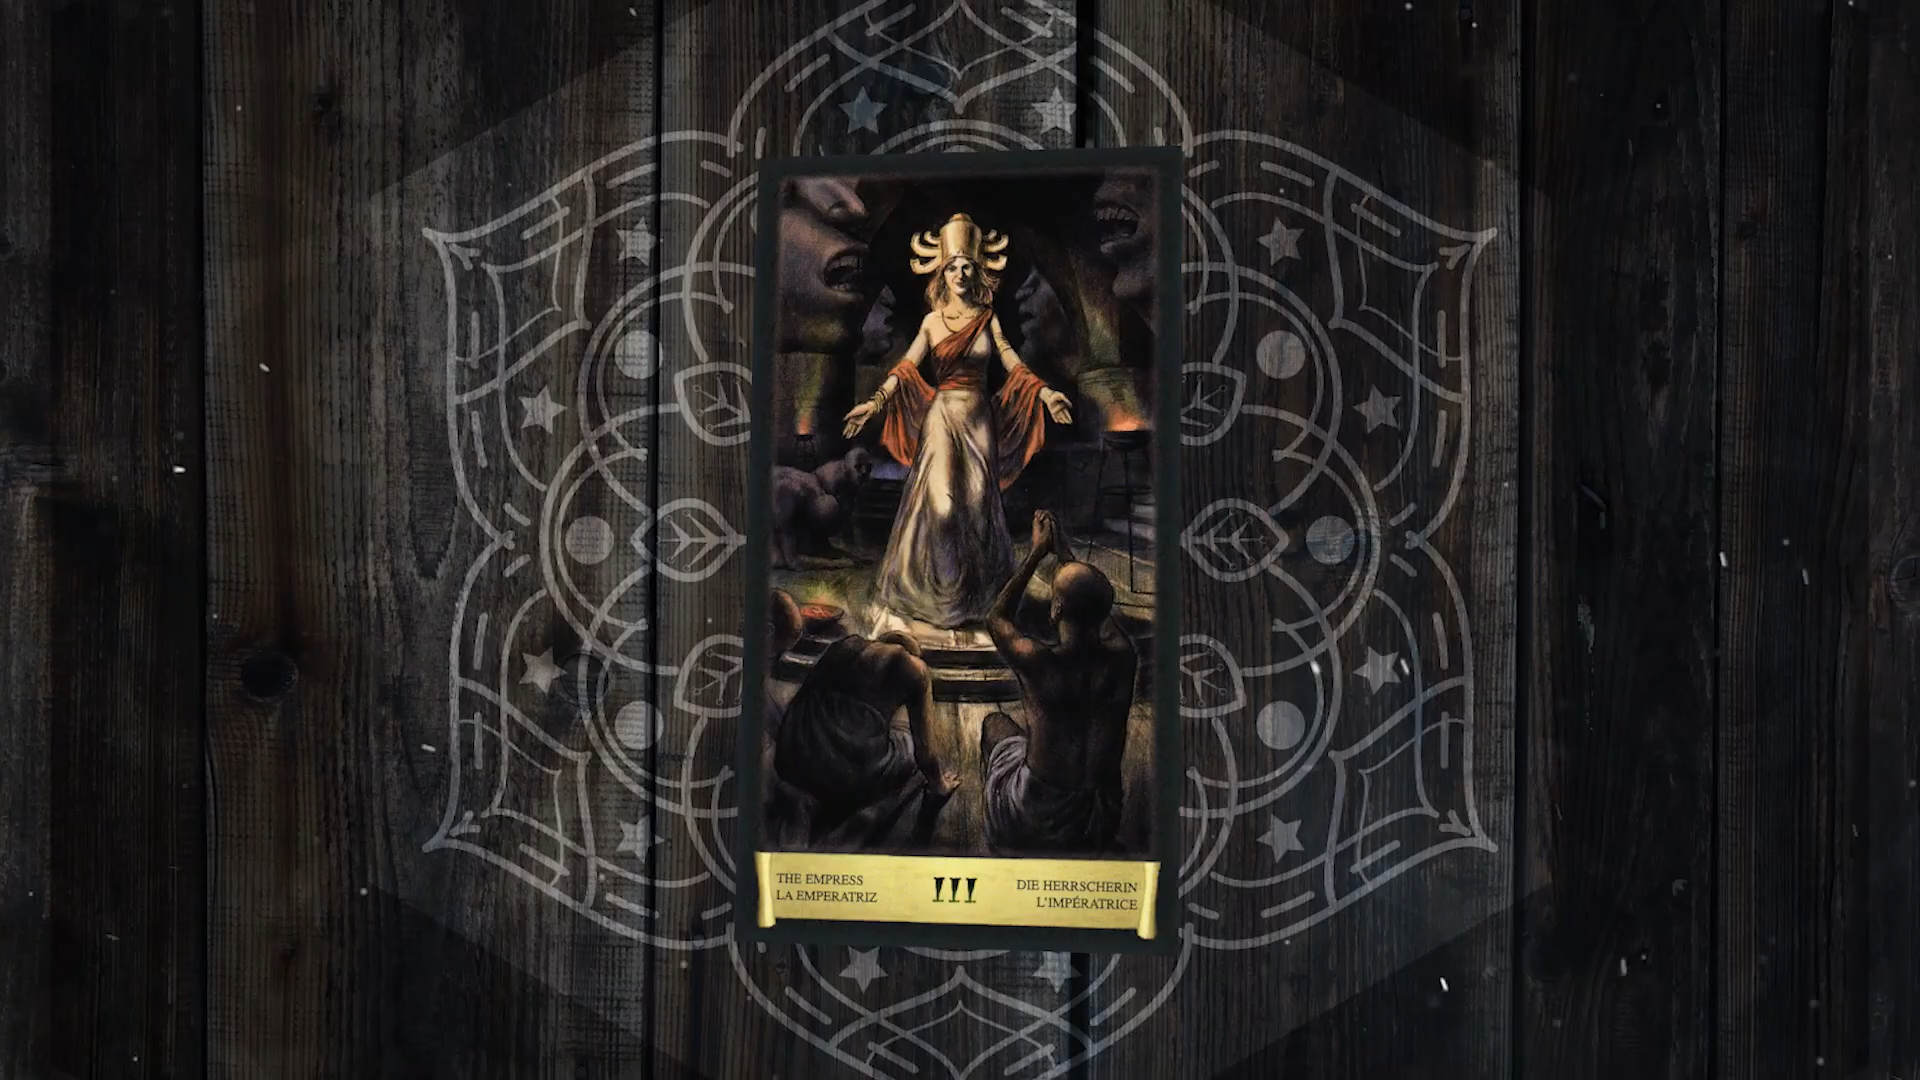 THE EMPRESS
LA EMPERATRIZ
III
DIE HERRSCHERIN
L'IMPÉRATRICE